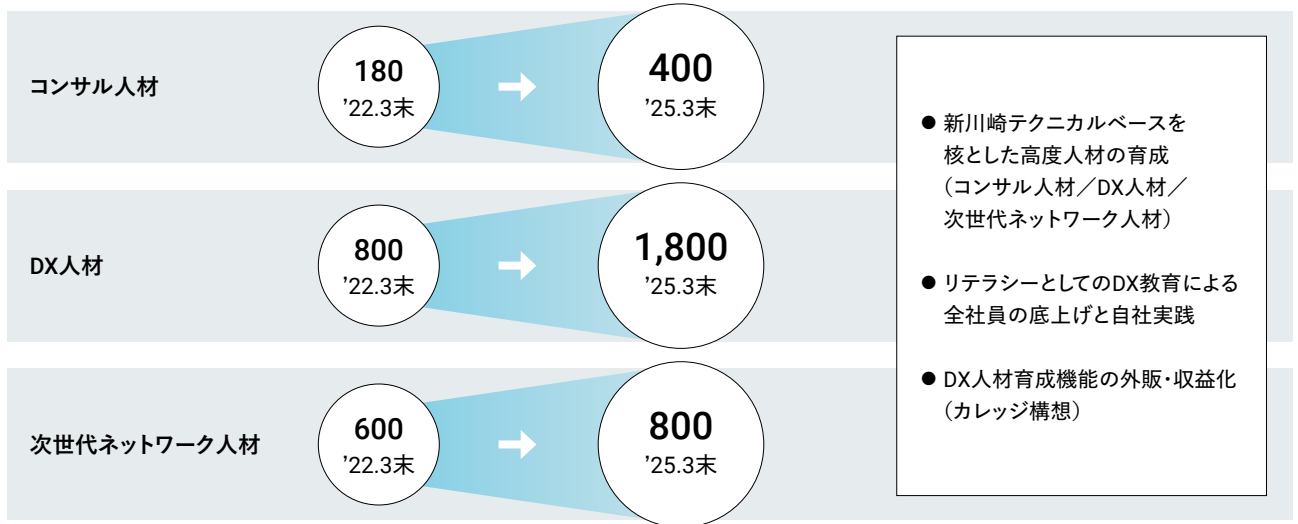 コンサル人材
180
’22.3末
400
’25.3末
DX人材
800
’22.3末
1,800
’25.3末
次世代ネットワーク人材
600
’22.3末
800
’25.3末
● 新川崎テクニカルベースを
核とした高度人材の育成
（コンサル人材／DX人材／
次世代ネットワーク人材）
● リテラシーとしてのDX教育による
全社員の底上げと自社実践
● DX人材育成機能の外販・収益化
（カレッジ構想）